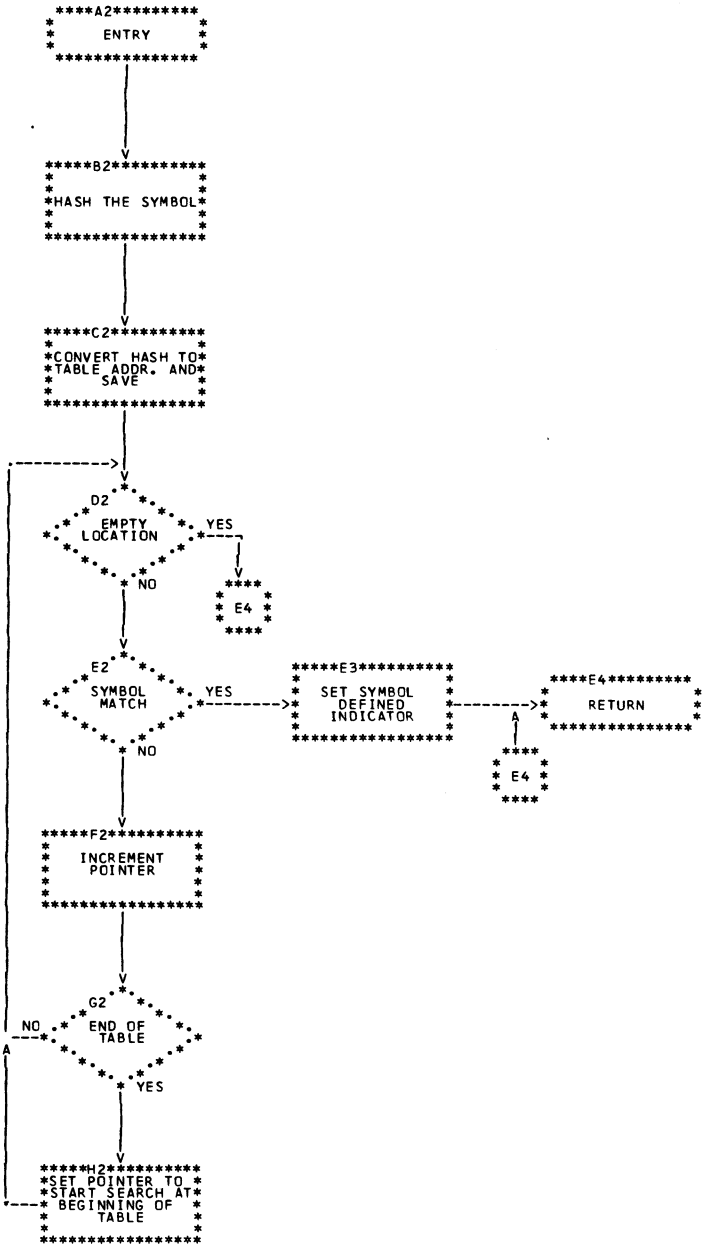 A2
ENTRY
B2
HASH THE SYMBOL
C2
CONVERT HASH TO
TABLE ADDR. AND
SAVE
D2
EMPTY
LOCATION
YES
NO
E4
E2
SYMBOL
MATCH
YES
NO
E3
SET SYMBOL
DEFINED
INDICATOR
E4
RETURN
A
E4
F2
INCREMENT
POINTER
G2
END OF
TABLE
NO
YES
A
H2
SET POINTER TO
START SEARCH AT
BEGINNING OF
TABLE